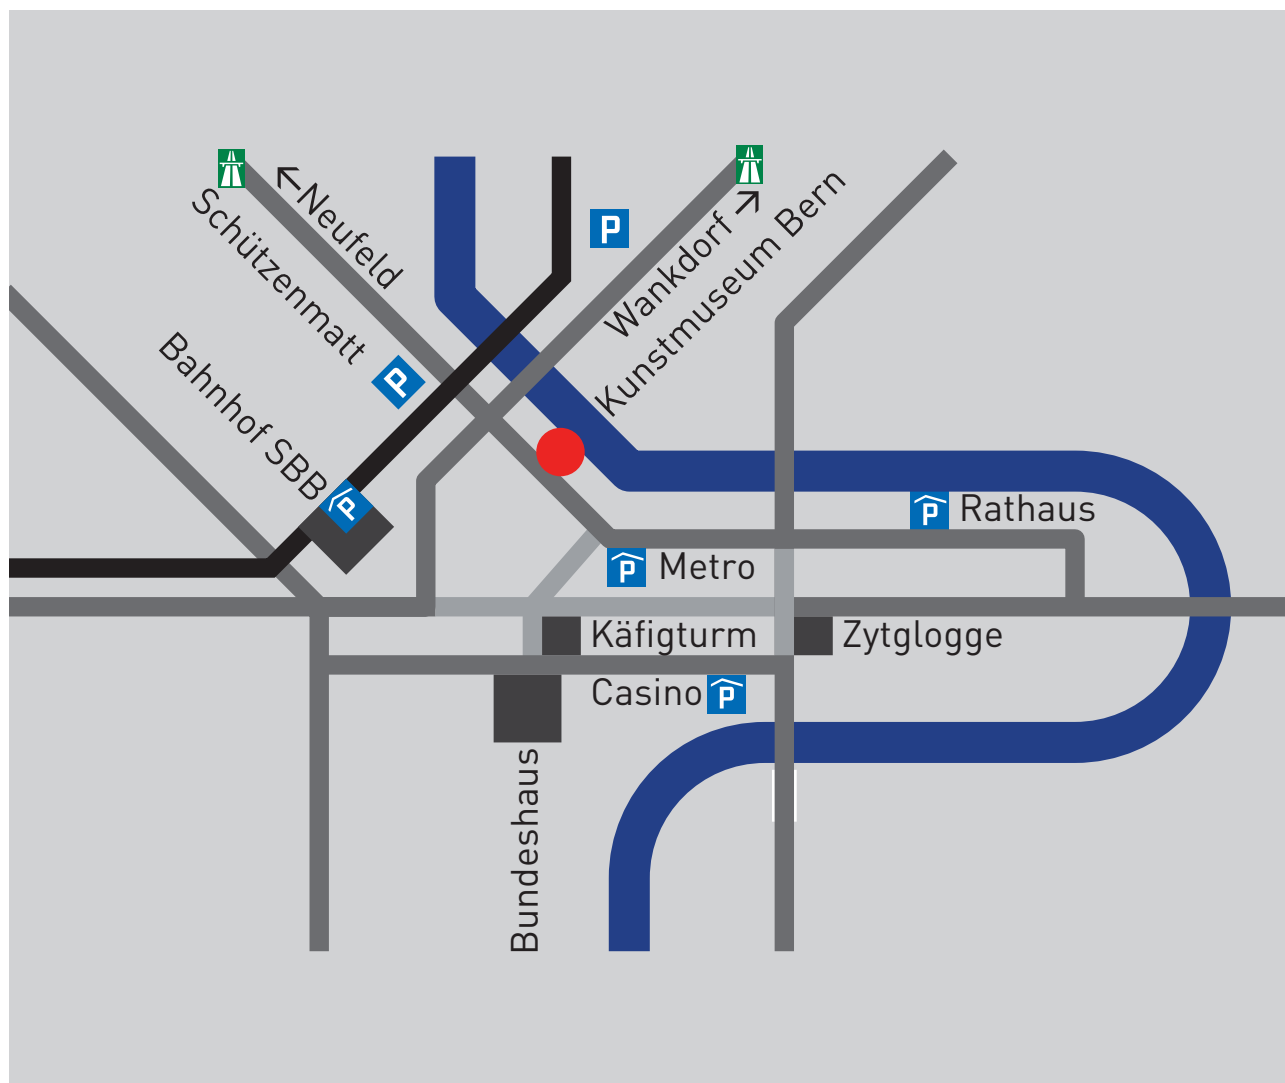 ←Neufeld
Schützenmatt
P
Wankdorf→
Kunstmuseum Bern
P
Bahnhof SBB
P
P Rathaus
P Metro
Käfigturm
Zytglogge
Casino P
Bundeshaus